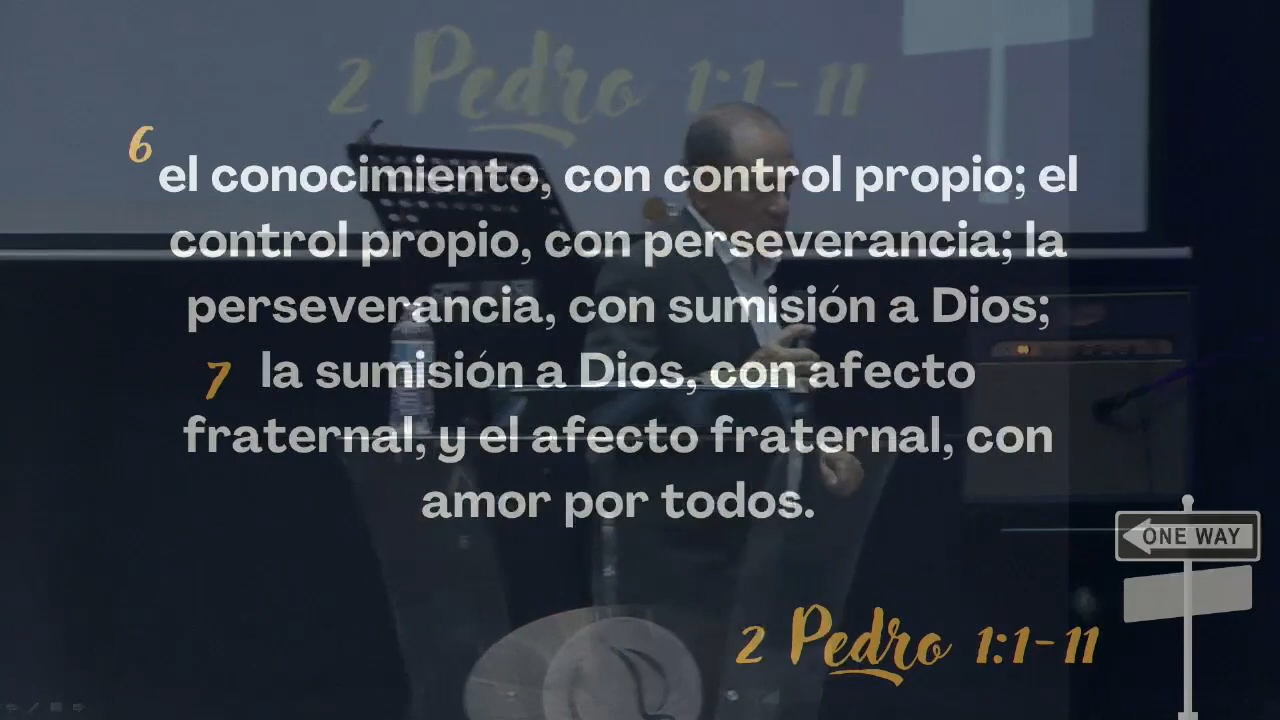 2 Pedro 1:1-11
6 el conocimiento, con control propio; el
control propio, con perseverancia; la
perseverancia, con sumisión a Dios;
7 la sumisión a Dios, con afecto
fraternal, y el afecto fraternal, con
amor por todos.
ONE WAY
2 Pedro 1:1-11